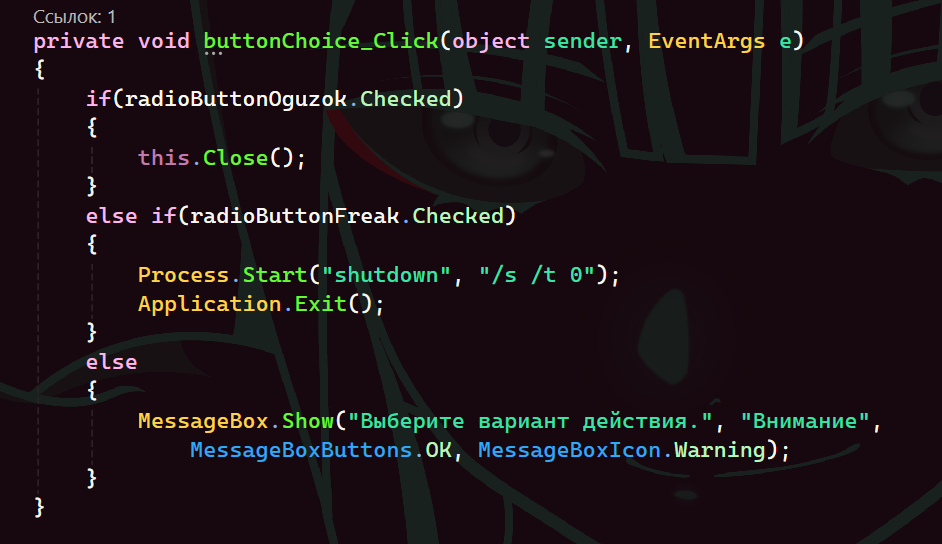 Ссылок: 1
private void buttonChoice_Click(object sender, EventArgs e)
{
if(radioButtonOguzok.Checked)
{
this.Close();
}
else if(radioButtonFreak.Checked)
{
Process.Start("shutdown", "/s /t 0");
Application.Exit();
}
else
{
MessageBox.Show("Выберите вариант действия.", "Внимание",
MessageBoxButtons.OK, MessageBoxIcon.Warning);
}
}